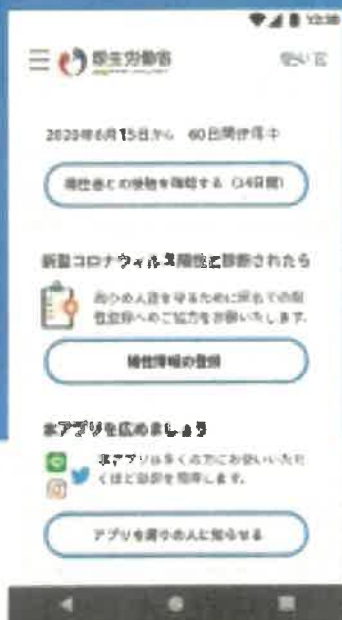 12:30
厚生労働省
使い方
2020年6月15日から 60日間使用中
陽性者との接触を確認する（14日間）
新型コロナウイルス陽性と診断されたら
周りの人達を守るために匿名での陽
性登録へのご協力をお願いいたします。
陽性情報の登録
本アプリを広めましょう
本アプリは多くの方にお使いいただ
くほど効果を発揮します。
アプリを周りの人に知らせる